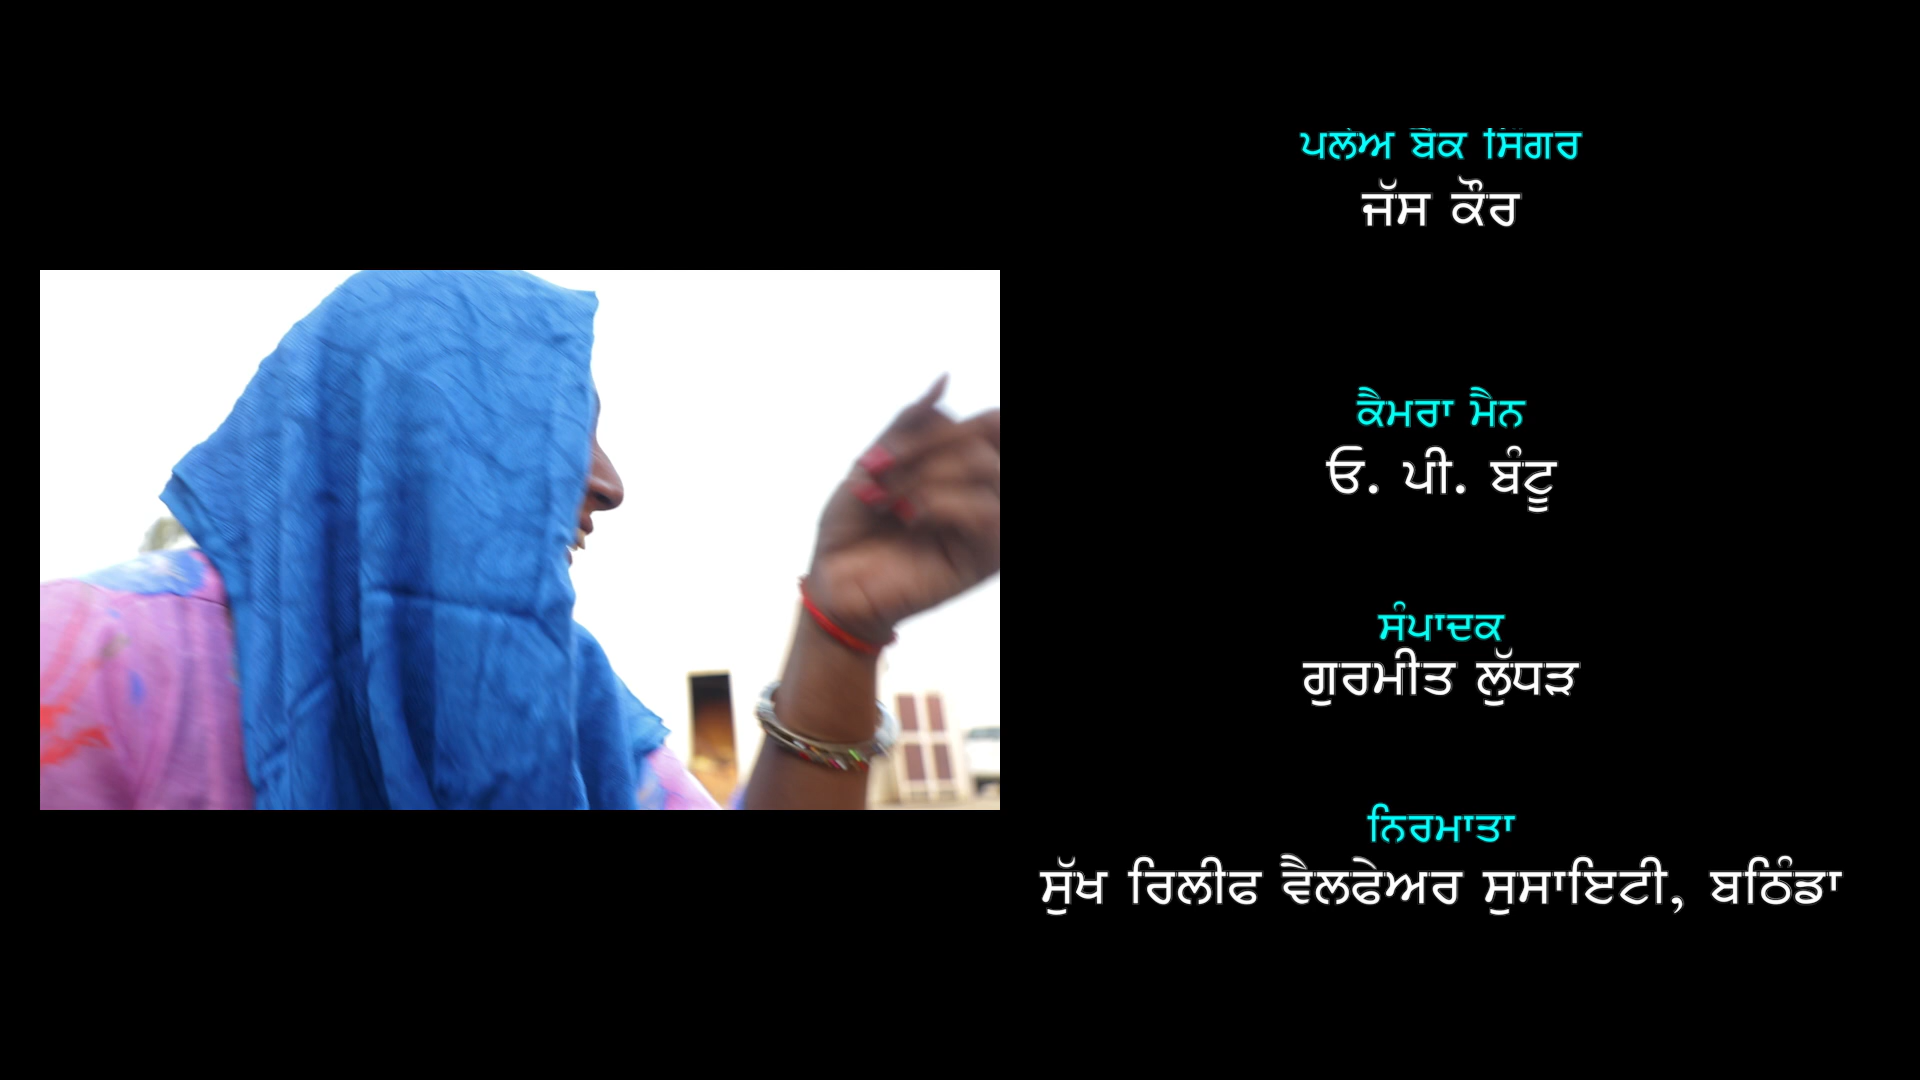 ਪਲੇਅ ਬੈਕ ਸਿੰਗਰ
ਜੱਸ ਕੌਰ
ਕੈਮਰਾ ਮੈਨ
ਓ. ਪੀ. ਬੰਟੂ
ਸੰਪਾਦਕ
ਗੁਰਮੀਤ ਲੁੱਧੜ
ਨਿਰਮਾਤਾ
ਸੁੱਖ ਰਿਲੀਫ ਵੈਲਫੇਅਰ ਸੁਸਾਇਟੀ, ਬਠਿੰਡਾ